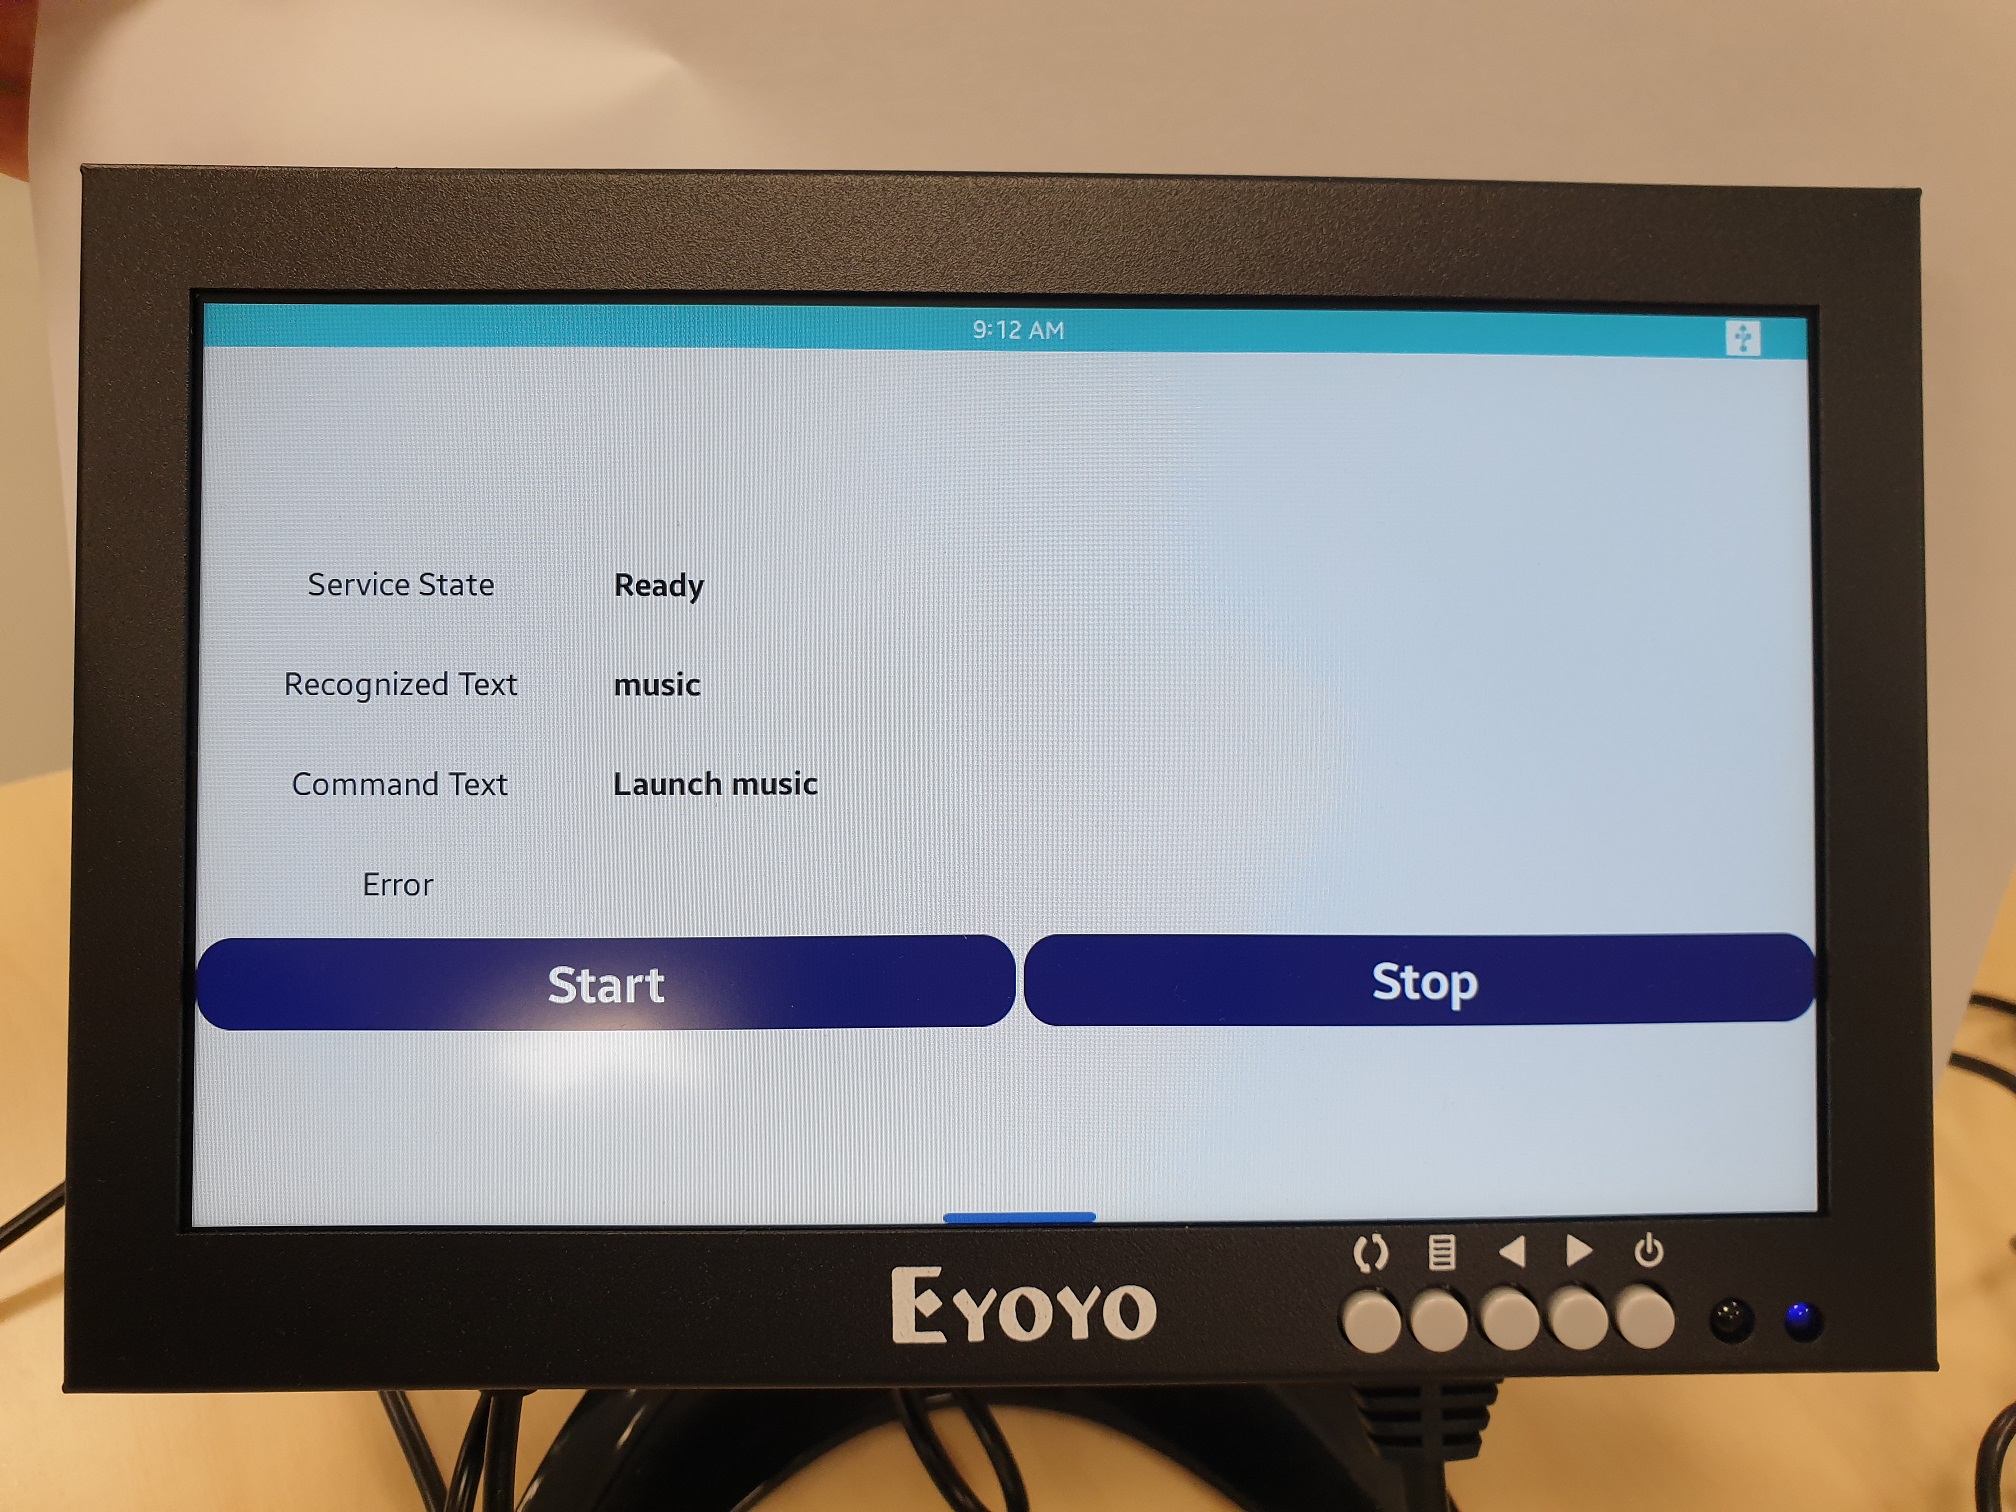 9:12 AM
Service State Ready
Recognized Text music
Command Text Launch music
Error
Start Stop
EYOYO